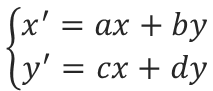 x′ = ax + by
y′ = cx + dy